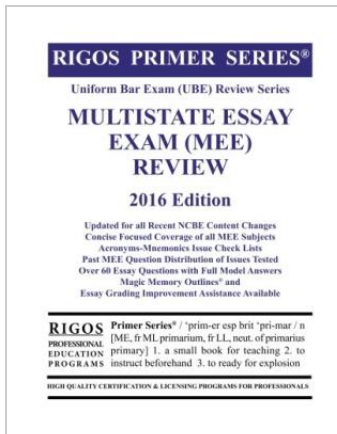 RIGOS PRIMER SERIES®
Uniform Bar Exam (UBE) Review Series
MULTISTATE ESSAY
EXAM (MEE)
REVIEW
2016 Edition
Updated for all Recent NCBE Content Changes
Concise Focused Coverage of all MEE Subjects
Acronyms-Mnemonics Issue Check Lists
Past MEE Question Distribution of Issues Tested
Over 60 Essay Questions with Full Model Answers
Magic Memory Outlines® and
Essay Grading Improvement Assistance Available
RIGOS
PROFESSIONAL
EDUCATION
PROGRAMS
Primer Series® / 'prim-er esp brit 'pri-mar / n
[ME, fr ML primarium, fr LL, neut. of primarius
primary] 1. a small book for teaching 2. to
instruct beforehand 3. to ready for explosion
HIGH QUALITY CERTIFICATION & LICENSING PROGRAMS FOR PROFESSIONALS